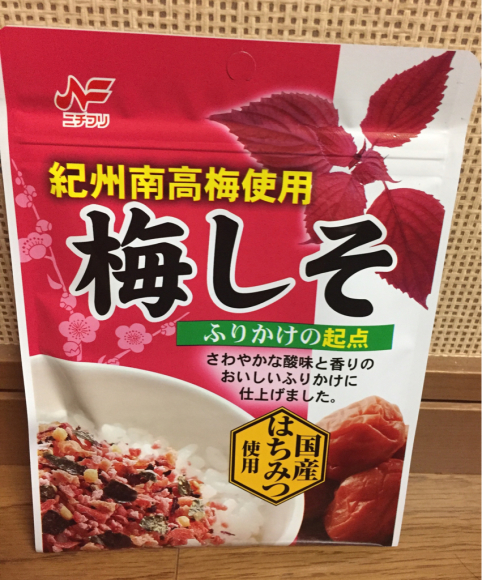 NF
ニチフリ
紀州南高梅使用
梅しそ
ふりかけの起点
さわやかな酸味と香りの
おいしいふりかけに
仕上げました。
国産
はちみつ
使用